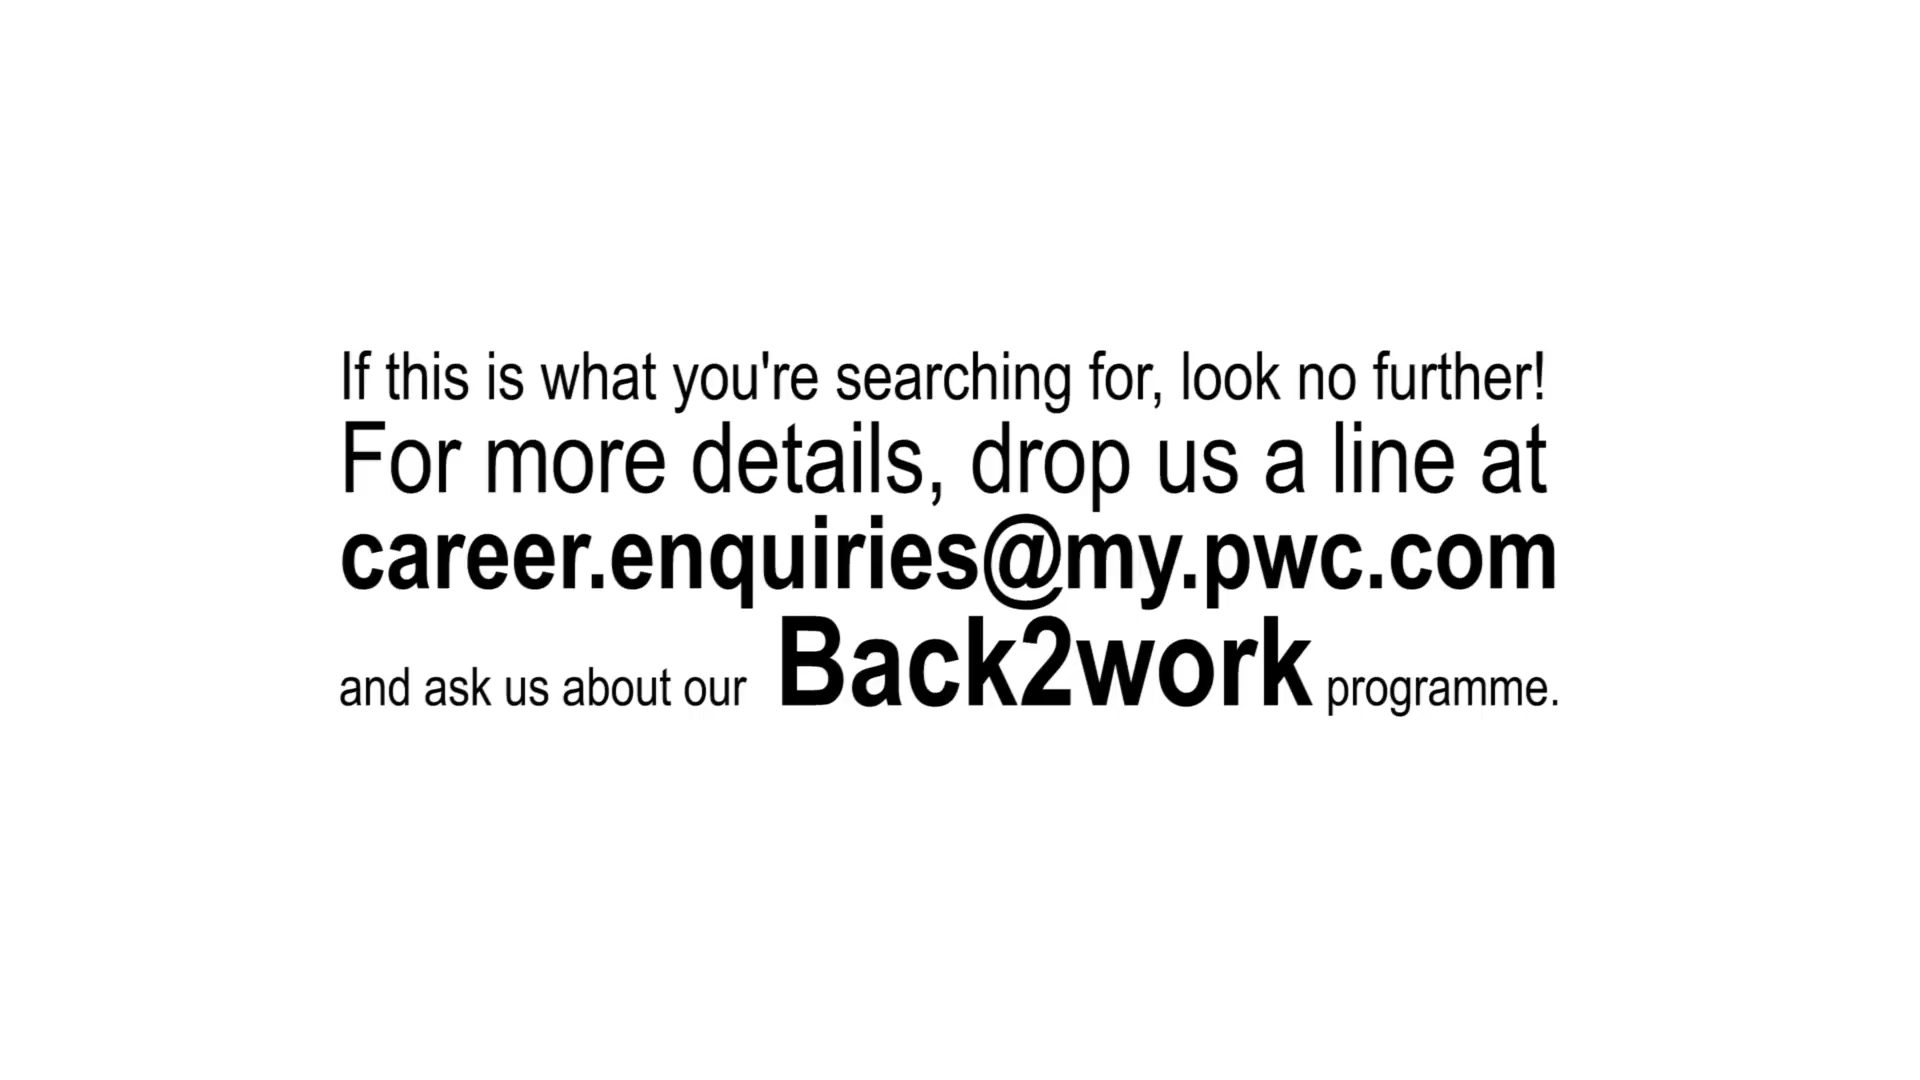 If this is what you're searching for, look no further!
For more details, drop us a line at
career.enquiries@my.pwc.com
and ask us about our Back2work programme.